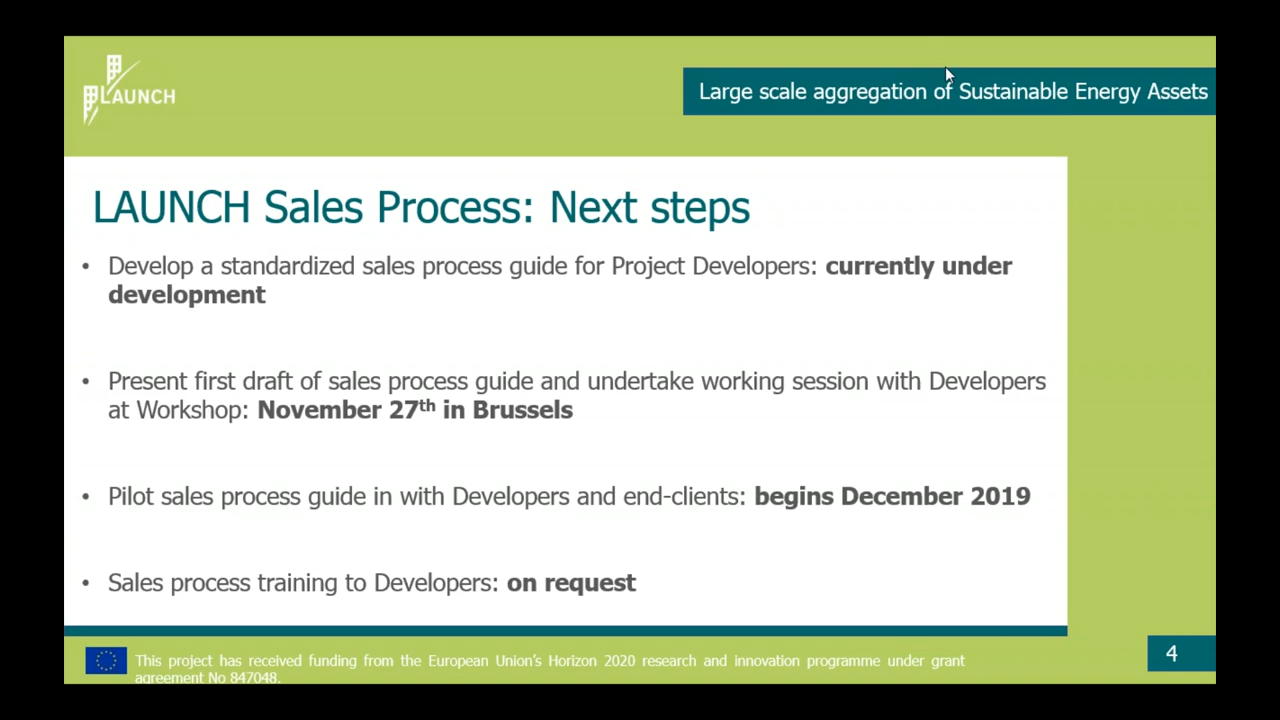 LAUNCH
Large scale aggregation of Sustainable Energy Assets
LAUNCH Sales Process: Next steps
• Develop a standardized sales process guide for Project Developers: currently under
development
• Present first draft of sales process guide and undertake working session with Developers
at Workshop: November 27th in Brussels
• Pilot sales process guide in with Developers and end-clients: begins December 2019
• Sales process training to Developers: on request
This project has received funding from the European Union's Horizon 2020 research and innovation programme under grant
agreement No 847048.
4